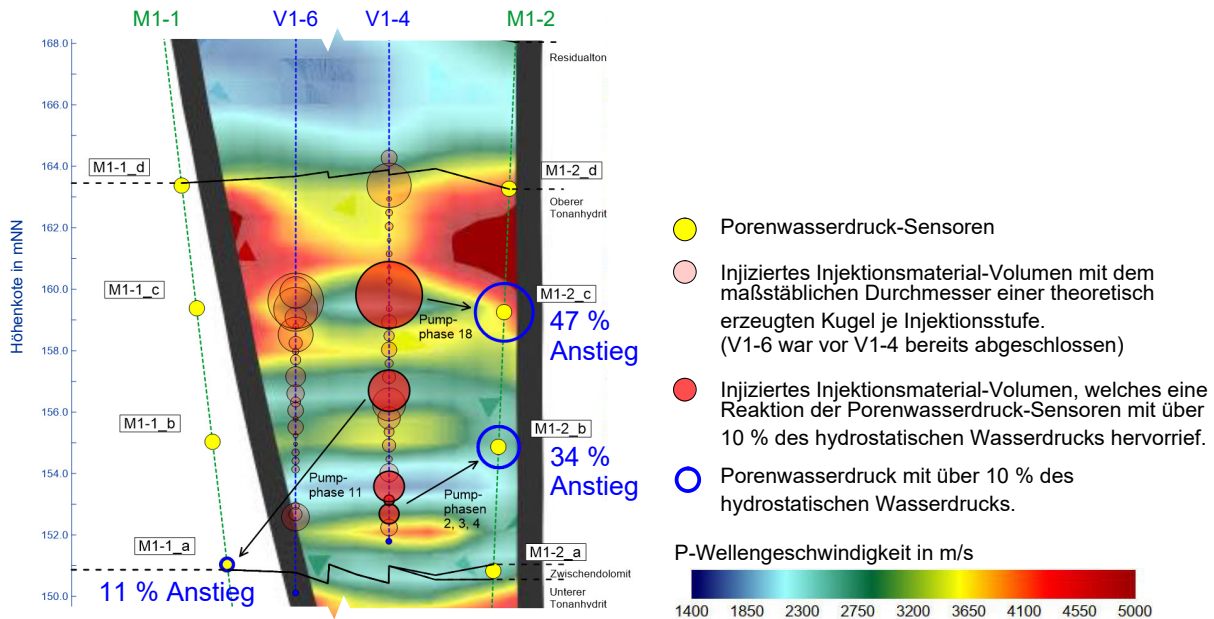 M1-1
V1-6
V1-4
M1-2
Höhenkote in mNN
168.0
166.0
164.0
162.0
160.0
158.0
156.0
154.0
152.0
150.0
Residualton
M1-1_d
M1-2_d
Oberer
Tonanhydrit
M1-1_c
M1-2_c
Pump-
phase 18
47 %
Anstieg
M1-1_b
M1-2_b
34 %
Anstieg
Pump-
phase 11
Pump-
phasen
2, 3, 4
M1-1_a
M1-2_a
11 % Anstieg
Zwischendolomit
Unterer
Tonanhydrit
Porenwasserdruck-Sensoren
Injiziertes Injektionsmaterial-Volumen mit dem
maßstäblichen Durchmesser einer theoretisch
erzeugten Kugel je Injektionsstufe.
(V1-6 war vor V1-4 bereits abgeschlossen)
Injiziertes Injektionsmaterial-Volumen, welches eine
Reaktion der Porenwasserdruck-Sensoren mit über
10 % des hydrostatischen Wasserdrucks hervorrief.
Porenwasserdruck mit über 10 % des
hydrostatischen Wasserdrucks.
P-Wellengeschwindigkeit in m/s
1400 1850 2300 2750 3200 3650 4100 4550 5000